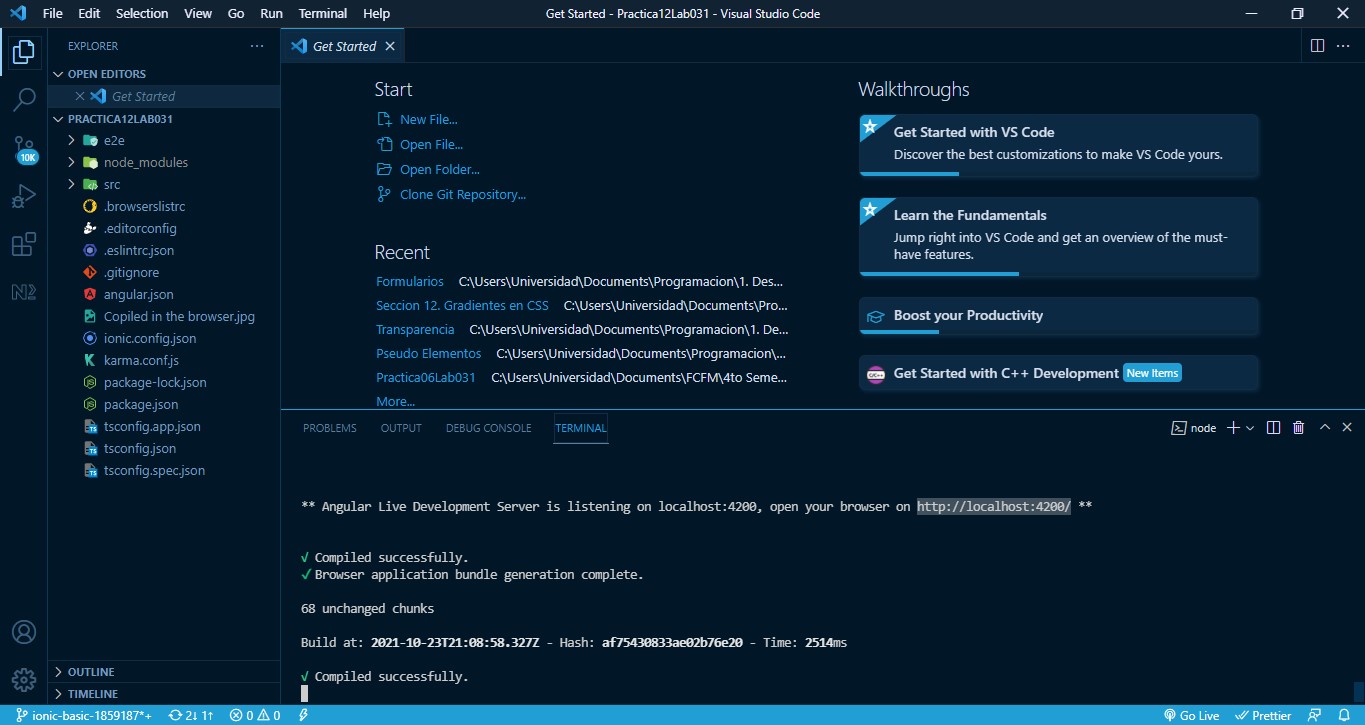 File Edit Selection View Go Run Terminal Help Get Started - Practica12Lab031 - Visual Studio Code
EXPLORER
OPEN EDITORS
Get Started
PRACTICA12LAB031
e2e
node_modules
src
.browserslistrc
.editorconfig
.eslintrc.json
.gitignore
angular.json
Copiled in the browser.jpg
ionic.config.json
karma.conf.js
package-lock.json
package.json
tsconfig.app.json
tsconfig.json
tsconfig.spec.json
OUTLINE
TIMELINE
10K
Get Started
Start
New File...
Open File...
Open Folder...
Clone Git Repository...
Recent
Formularios C:\Users\Universidad\Documents\Programacion\1. Des...
Seccion 12. Gradientes en CSS C:\Users\Universidad\Documents\Pro...
Transparencia C:\Users\Universidad\Documents\Programacion\1. De...
Pseudo Elementos C:\Users\Universidad\Documents\Programacion\...
Practica06Lab031 C:\Users\Universidad\Documents\FCFM\4to Seme...
More...
Walkthroughs
Get Started with VS Code
Discover the best customizations to make VS Code yours.
Learn the Fundamentals
Jump right into VS Code and get an overview of the must-
have features.
Boost your Productivity
Get Started with C++ Development New Items
PROBLEMS OUTPUT DEBUG CONSOLE TERMINAL node
** Angular Live Development Server is listening on localhost:4200, open your browser on http://localhost:4200/ **
√ Compiled successfully.
✓ Browser application bundle generation complete.
68 unchanged chunks
Build at: 2021-10-23T21:08:58.327Z - Hash: af75430833ae02b76e20 - Time: 2514ms
√ Compiled successfully.
ionic-basic-1859187*+ 2↓ 1↑ 0 0 Go Live Prettier